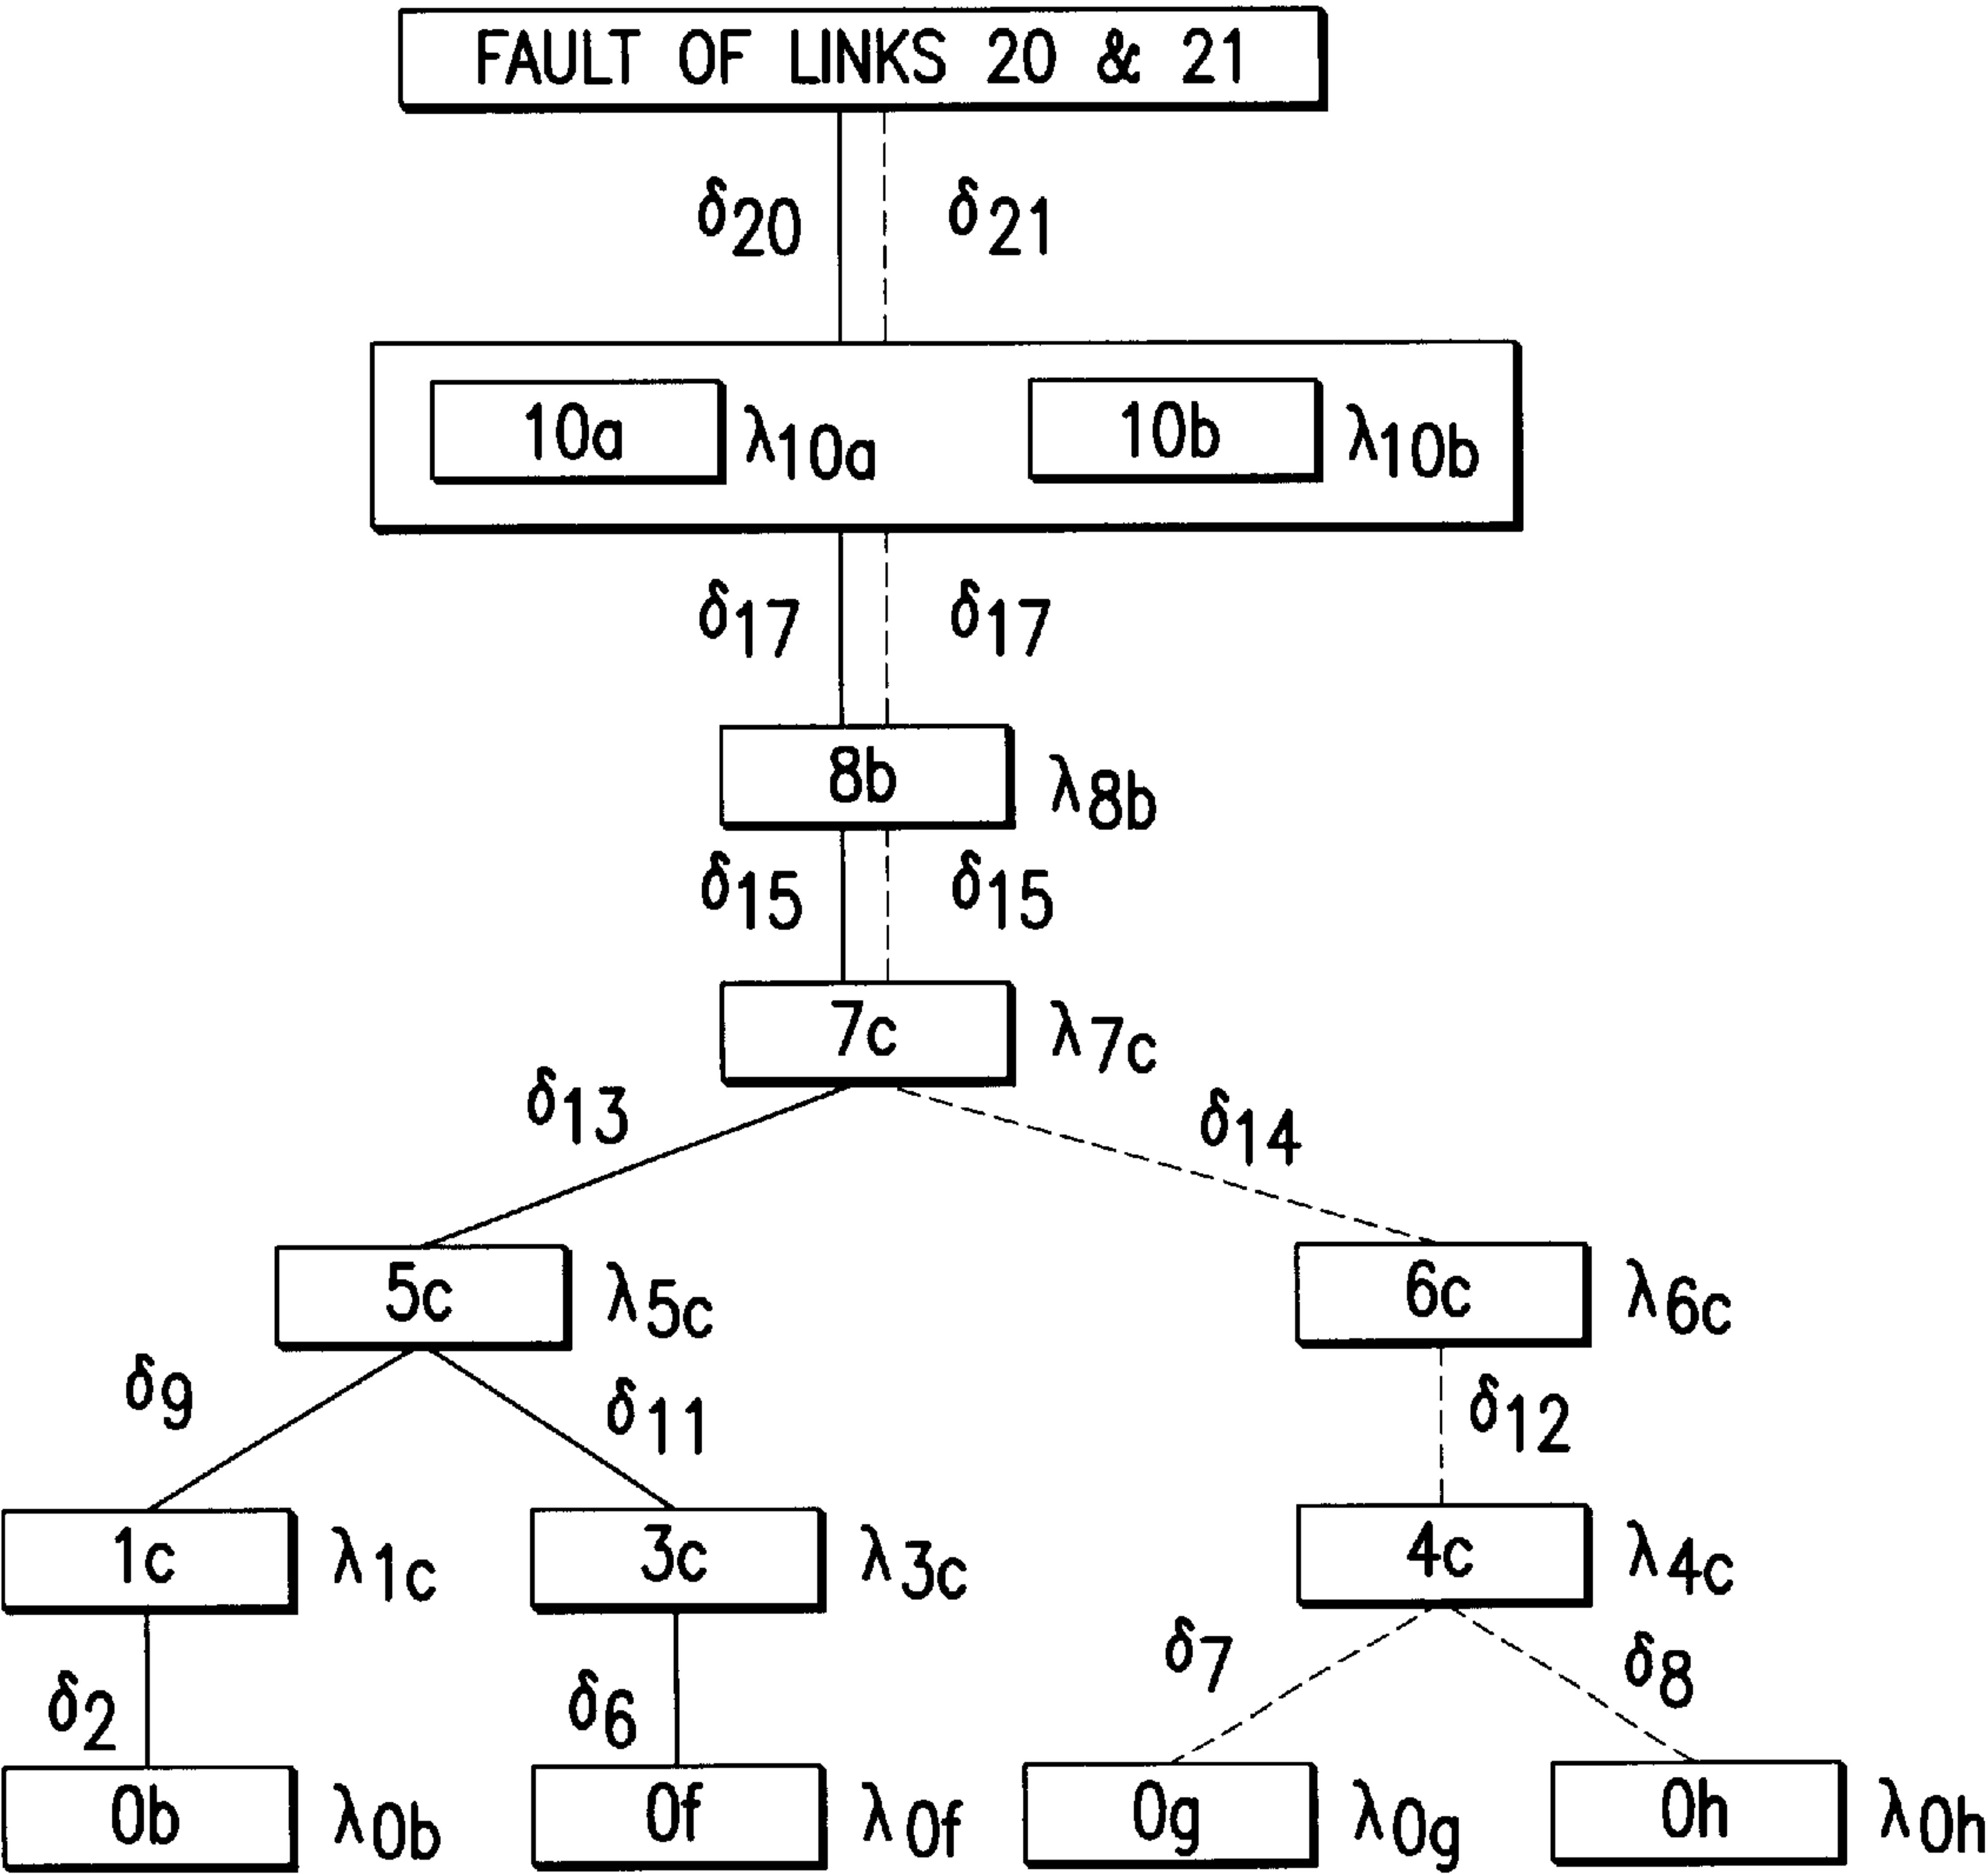 FAULT OF LINKS 20 & 21
δ20 δ21
10a λ10a 10b λ10b
δ17 δ17
8b λ8b
δ15 δ15
7c λ7c
δ13 δ14
5c λ5c 6c λ6c
δ9 δ11 δ12
1c λ1c 3c λ3c 4c λ4c
δ2 δ6 δ7 δ8
0b λ0b 0f λ0f 0g λ0g 0h λ0h